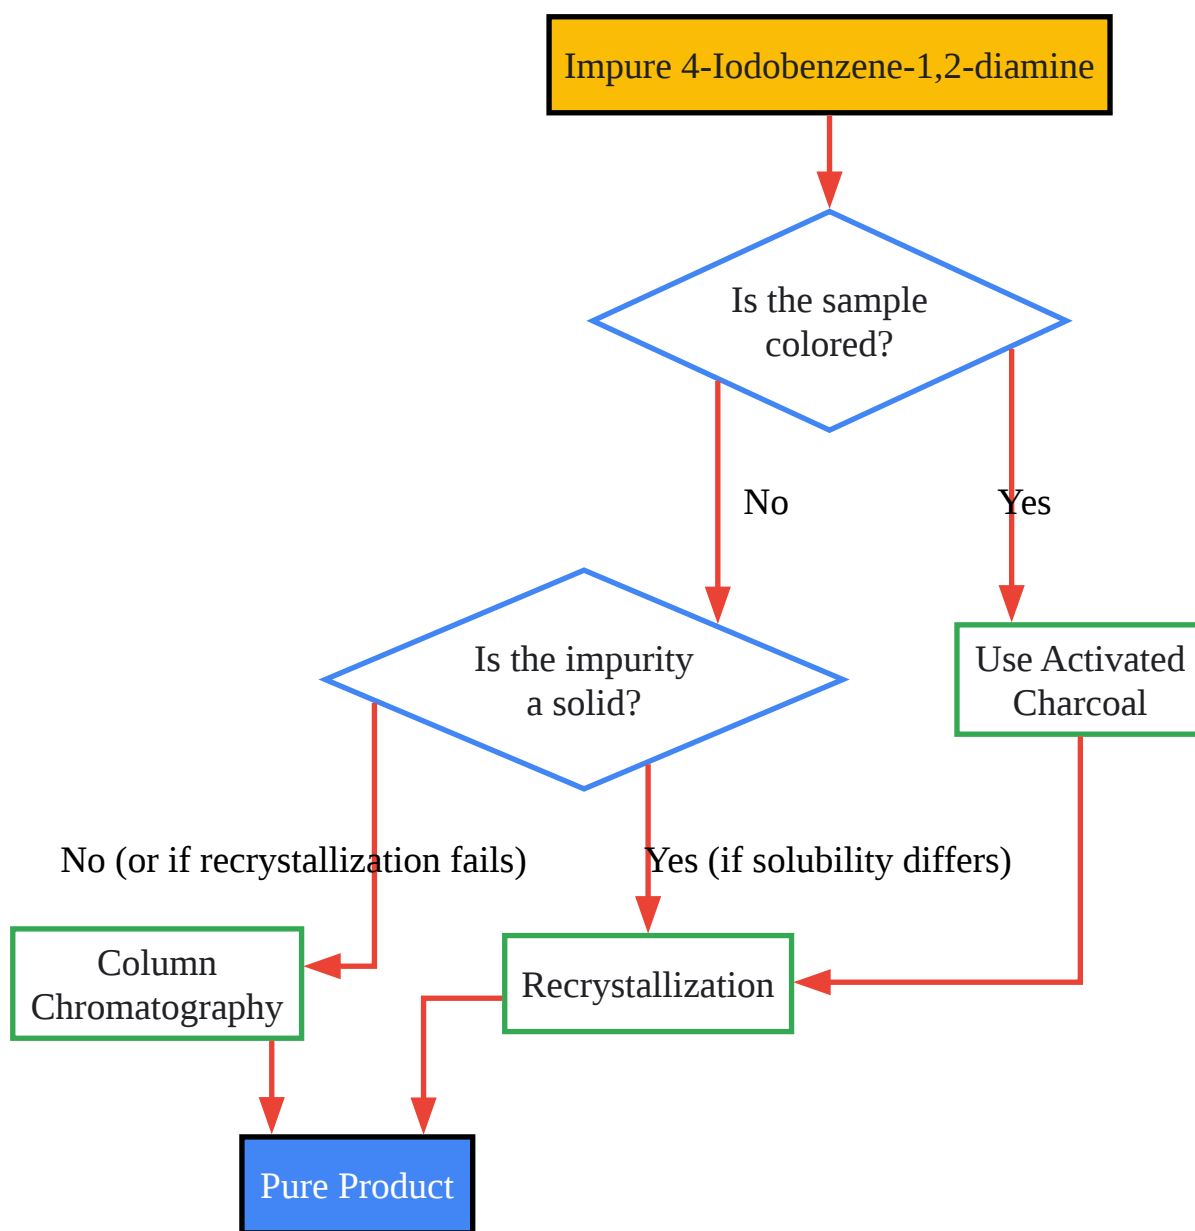 Impure 4-Iodobenzene-1,2-diamine
Is the sample
colored?
No
Yes
Is the impurity
a solid?
Use Activated
Charcoal
No (or if recrystallization fails)
Yes (if solubility differs)
Column
Chromatography
Recrystallization
Pure Product